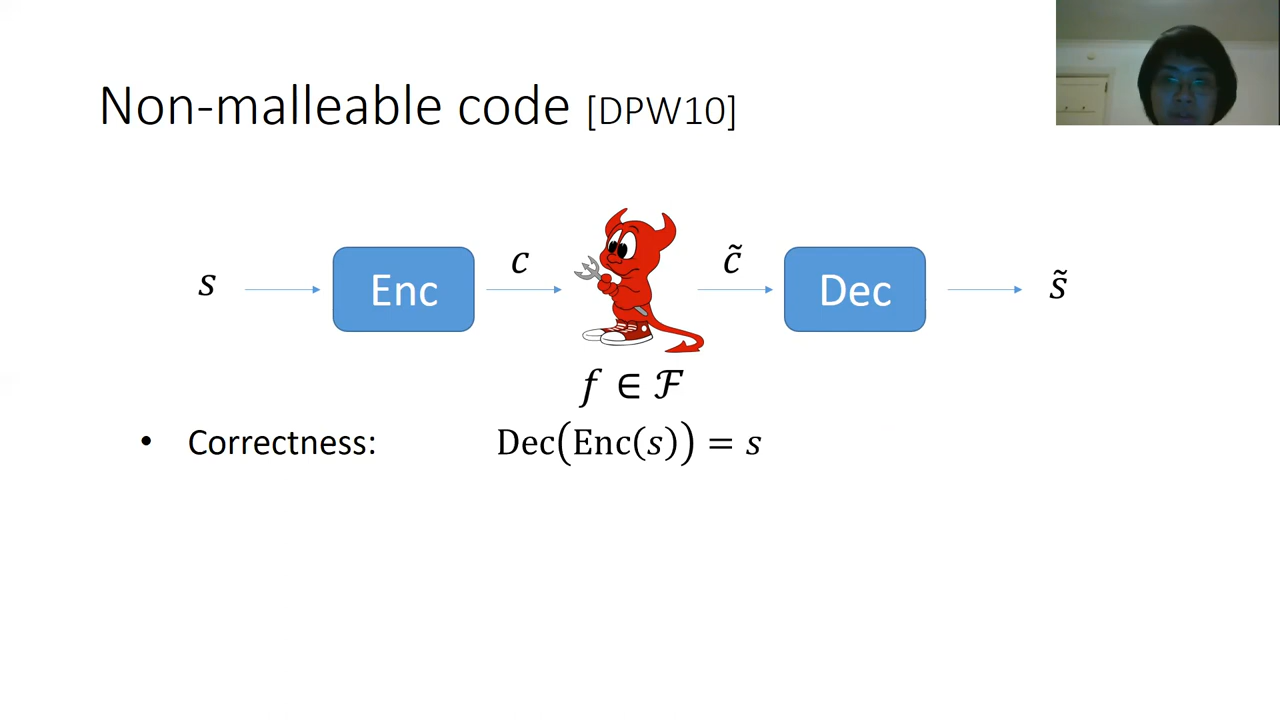 Non-malleable code [DPW10]
s Enc c c̃ Dec s̃
f ∈ ℱ
• Correctness: Dec(Enc(s)) = s